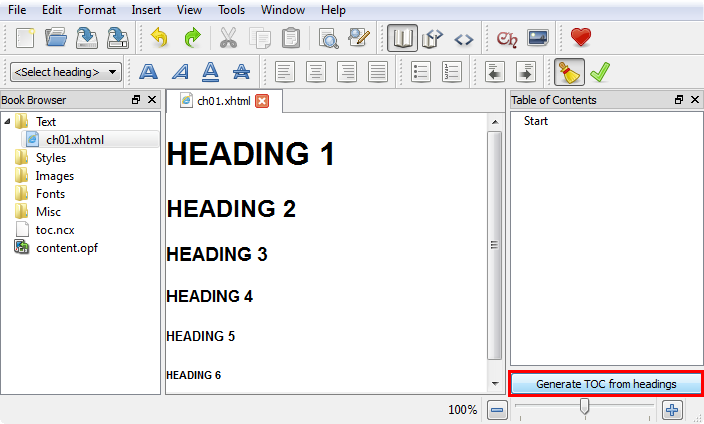 File Edit Format Insert View Tools Window Help
<Select heading> A A A A
Book Browser
ch01.xhtml
Table of Contents
Text
ch01.xhtml
Styles
Images
Fonts
Misc
toc.ncx
content.opf
HEADING 1
HEADING 2
HEADING 3
HEADING 4
HEADING 5
HEADING 6
Start
Generate TOC from headings
100%